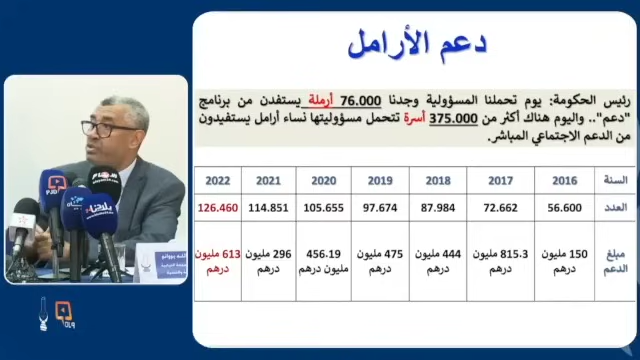 دعم الأرامل
رئيس الحكومة: يوم تحملنا المسؤولية وجدنا 76.000 أرملة يستفدن من برنامج
"دعم".. واليوم هناك أكثر من 375.000 أسرة تتحمل مسؤوليتها نساء أرامل يستفيدون
من الدعم الاجتماعي المباشر.
السنة 2016 2017 2018 2019 2020 2021 2022
العدد 56.600 72.662 87.984 97.674 105.655 114.851 126.460
مبلغ الدعم 150 مليون درهم 815.3 مليون درهم 444 مليون درهم 475 مليون درهم 456.19 مليون درهم 296 مليون درهم 613 مليون درهم